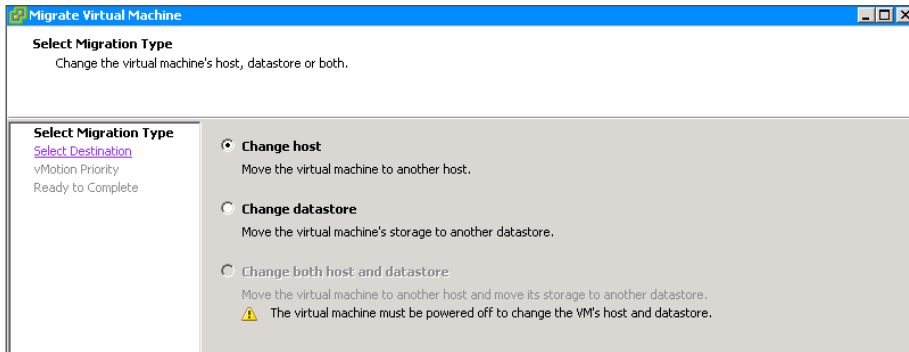 Migrate Virtual Machine
Select Migration Type
Change the virtual machine's host, datastore or both.
Select Migration Type
Select Destination
vMotion Priority
Ready to Complete
Change host
Move the virtual machine to another host.
Change datastore
Move the virtual machine's storage to another datastore.
Change both host and datastore
Move the virtual machine to another host and move its storage to another datastore.
The virtual machine must be powered off to change the VM's host and datastore.